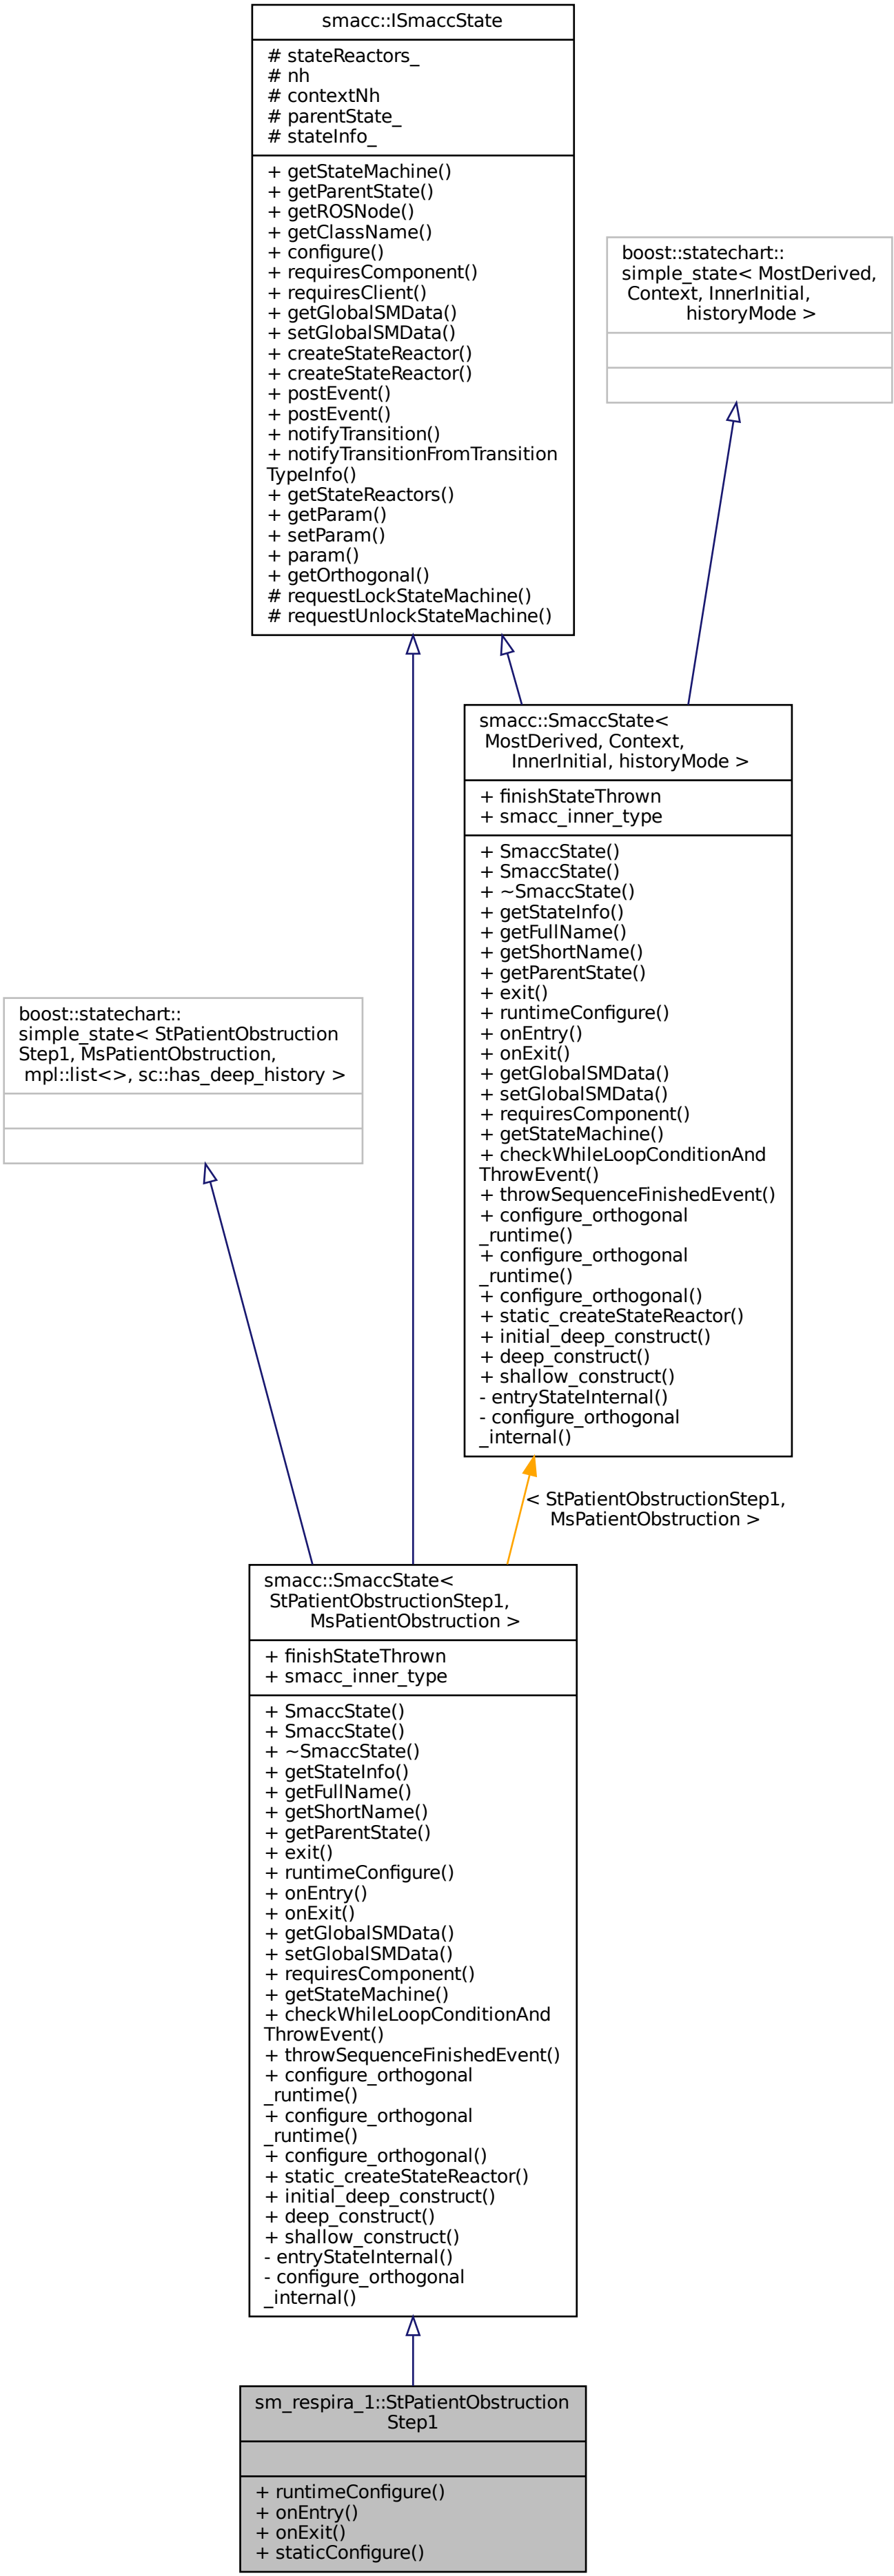 smacc::ISmaccState
# stateReactors_
# nh
# contextNh
# parentState_
# stateInfo_
+ getStateMachine()
+ getParentState()
+ getROSNode()
+ getClassName()
+ configure()
+ requiresComponent()
+ requiresClient()
+ getGlobalSMData()
+ setGlobalSMData()
+ createStateReactor()
+ createStateReactor()
+ postEvent()
+ postEvent()
+ notifyTransition()
+ notifyTransitionFromTransition
TypeInfo()
+ getStateReactors()
+ getParam()
+ setParam()
+ param()
+ getOrthogonal()
# requestLockStateMachine()
# requestUnlockStateMachine()
boost::statechart::
simple_state< MostDerived,
Context, InnerInitial,
historyMode >
smacc::SmaccState<
MostDerived, Context,
InnerInitial, historyMode >
+ finishStateThrown
+ smacc_inner_type
+ SmaccState()
+ SmaccState()
+ ~SmaccState()
+ getStateInfo()
+ getFullName()
+ getShortName()
+ getParentState()
+ exit()
+ runtimeConfigure()
+ onEntry()
+ onExit()
+ getGlobalSMData()
+ setGlobalSMData()
+ requiresComponent()
+ getStateMachine()
+ checkWhileLoopConditionAnd
ThrowEvent()
+ throwSequenceFinishedEvent()
+ configure_orthogonal
_runtime()
+ configure_orthogonal
_runtime()
+ configure_orthogonal()
+ static_createStateReactor()
+ initial_deep_construct()
+ deep_construct()
+ shallow_construct()
- entryStateInternal()
- configure_orthogonal
_internal()
boost::statechart::
simple_state< StPatientObstruction
Step1, MsPatientObstruction,
mpl::list<>, sc::has_deep_history >
< StPatientObstructionStep1,
MsPatientObstruction >
smacc::SmaccState<
StPatientObstructionStep1,
MsPatientObstruction >
+ finishStateThrown
+ smacc_inner_type
+ SmaccState()
+ SmaccState()
+ ~SmaccState()
+ getStateInfo()
+ getFullName()
+ getShortName()
+ getParentState()
+ exit()
+ runtimeConfigure()
+ onEntry()
+ onExit()
+ getGlobalSMData()
+ setGlobalSMData()
+ requiresComponent()
+ getStateMachine()
+ checkWhileLoopConditionAnd
ThrowEvent()
+ throwSequenceFinishedEvent()
+ configure_orthogonal
_runtime()
+ configure_orthogonal
_runtime()
+ configure_orthogonal()
+ static_createStateReactor()
+ initial_deep_construct()
+ deep_construct()
+ shallow_construct()
- entryStateInternal()
- configure_orthogonal
_internal()
sm_respira_1::StPatientObstruction
Step1
+ runtimeConfigure()
+ onEntry()
+ onExit()
+ staticConfigure()